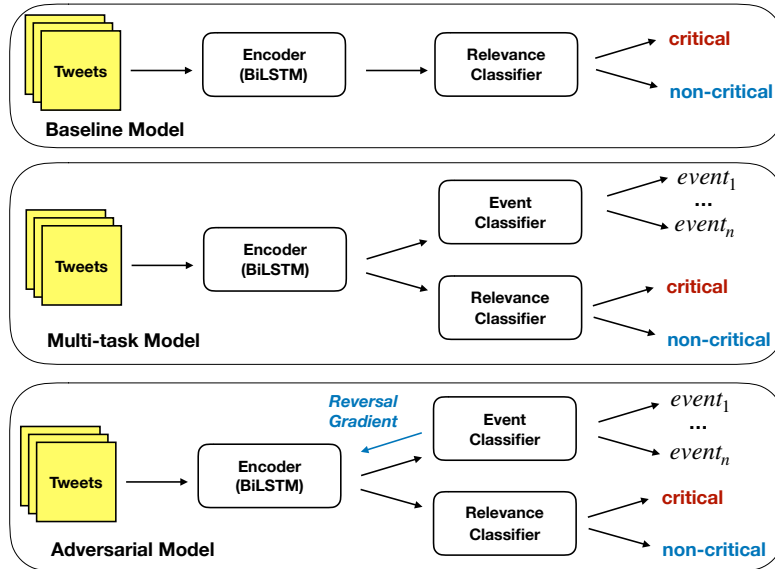 Tweets
Encoder
(BiLSTM)
Relevance
Classifier
critical
non-critical
Baseline Model
Tweets
Encoder
(BiLSTM)
Event
Classifier
event1
...
eventn
Relevance
Classifier
critical
non-critical
Multi-task Model
Tweets
Encoder
(BiLSTM)
Reversal
Gradient
Event
Classifier
event1
...
eventn
Relevance
Classifier
critical
non-critical
Adversarial Model